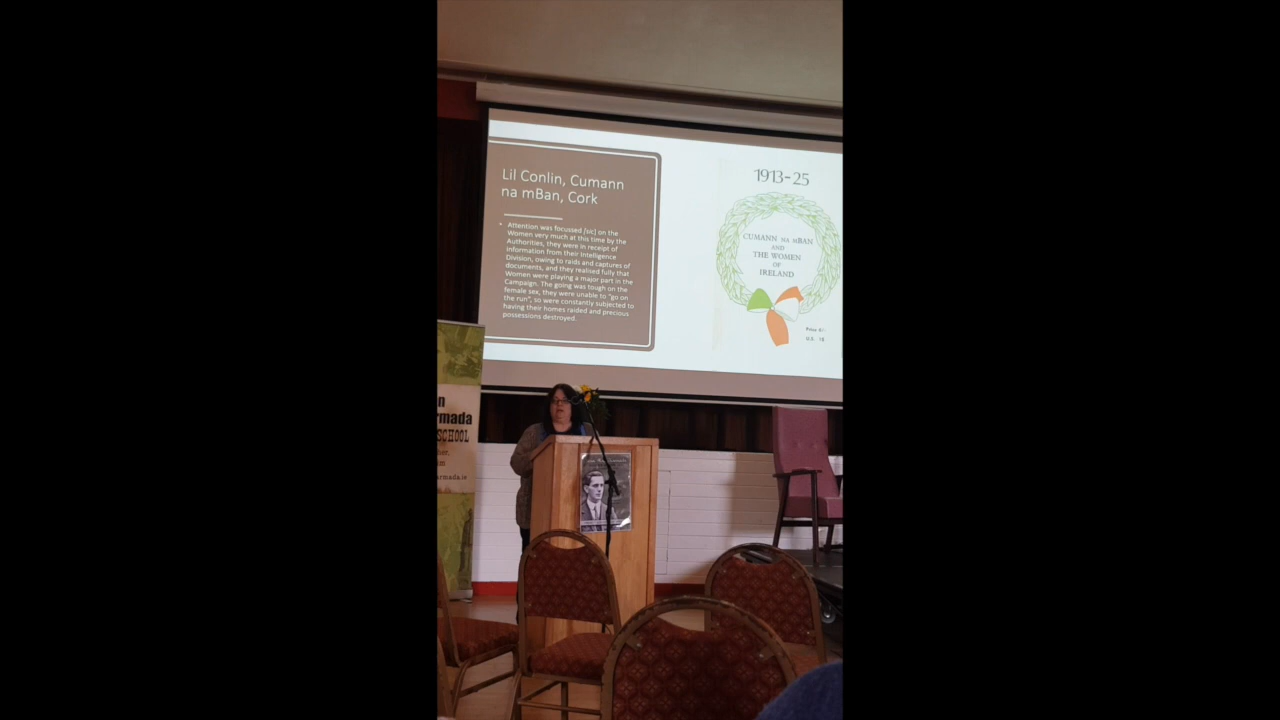 Lil Conlin, Cumann
na mBan, Cork
• Attention was focussed [sic] on the
Women very much at this time by the
Authorities, they were in receipt of
information from their Intelligence
Division, owing to raids and captures of
documents, and they realised fully that
Women were playing a major part in the
Campaign. The going was tough on the
female sex, they were unable to "go on
the run", so were constantly subjected to
having their homes raided and precious
possessions destroyed.
1913-25
CUMANN NA mBAN
AND
THE WOMEN
OF
IRELAND
U.S.
n
rmada
SCHOOL
her,
armada.ie